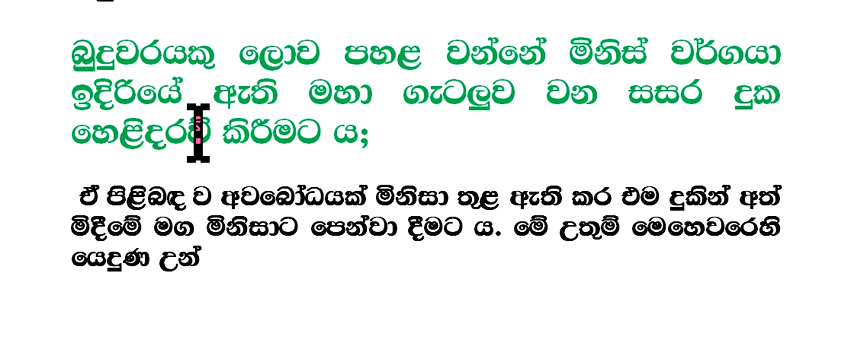 බුදුවරයකු ලොව පහළ වන්නේ මිනිස් වර්ගයා
ඉදිරියේ ඇති මහා ගැටලුව වන සසර දුක
හෙළිදරව් කිරීමට ය;
ඒ පිළිබඳ ව අවබෝධයක් මිනිසා තුළ ඇති කර එම දුකින් අත්
මිදීමේ මග මිනිසාට පෙන්වා දීමට ය. මේ උතුම් මෙහෙවරෙහි
යෙදුණ උන්